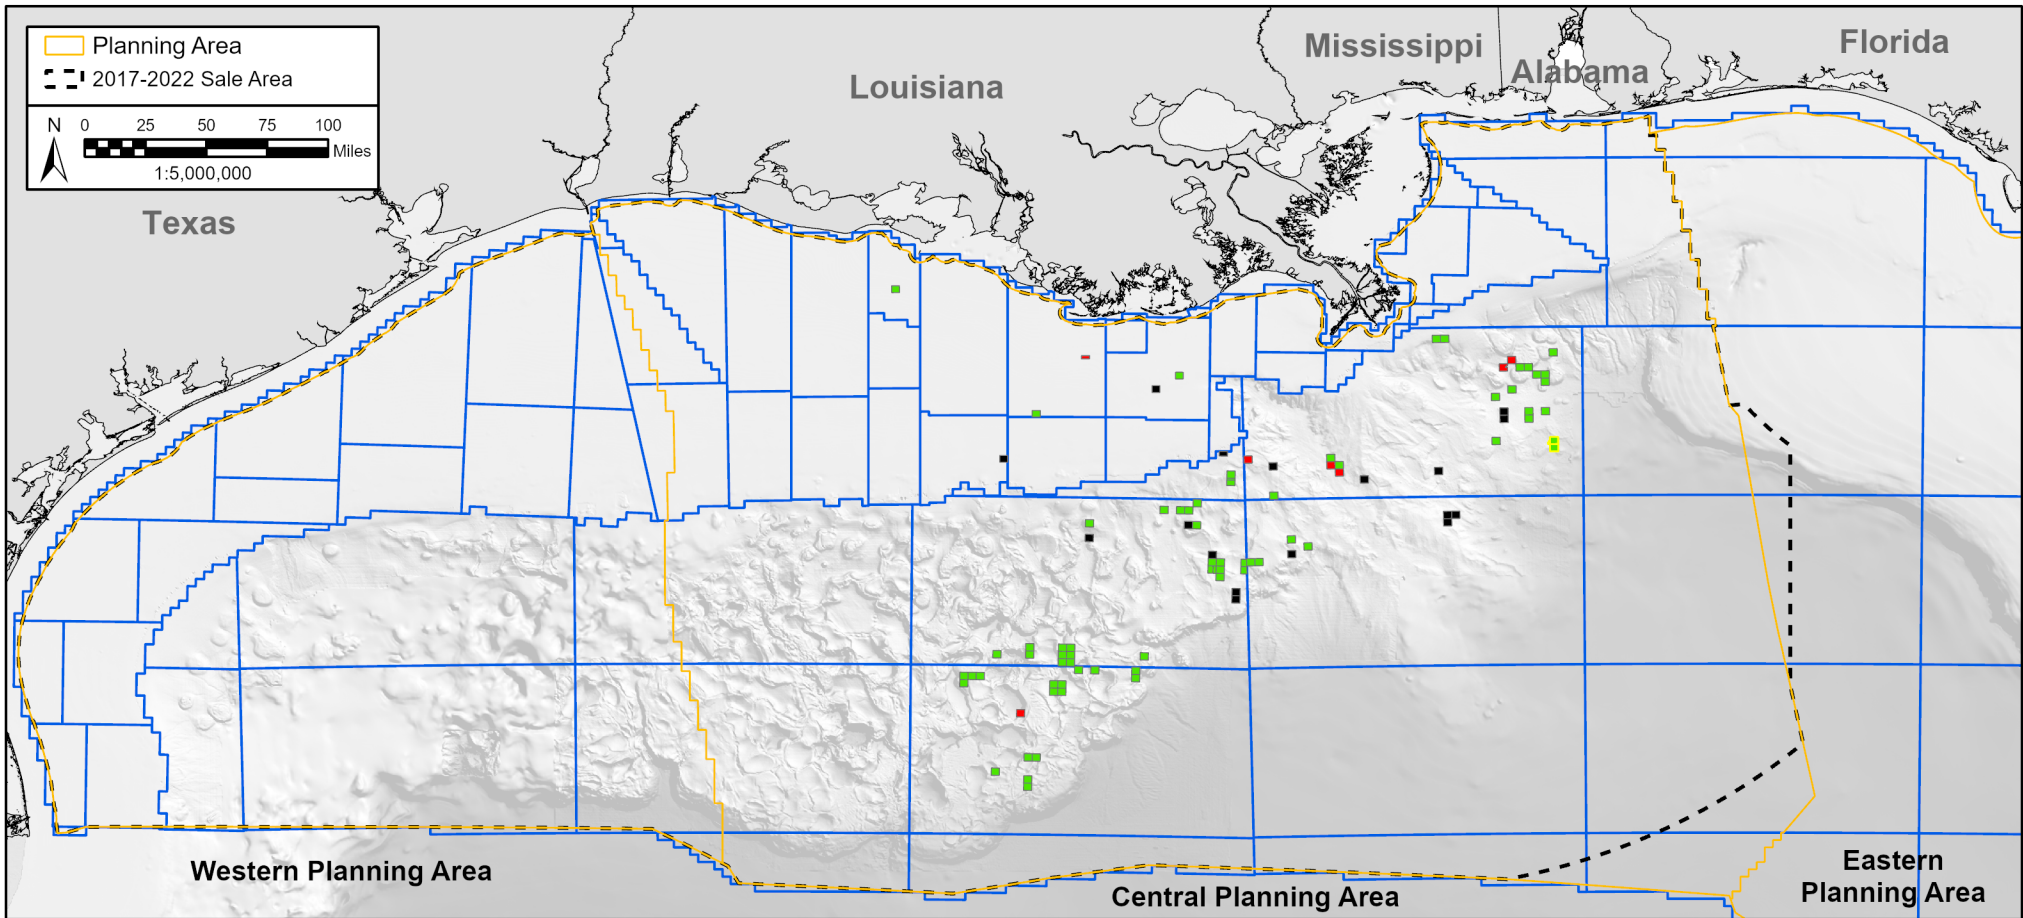 Planning Area
2017-2022 Sale Area
N 0 25 50 75 100
Miles
1:5,000,000
Texas
Louisiana
Mississippi
Alabama
Florida
Western Planning Area
Central Planning Area
Eastern
Planning Area